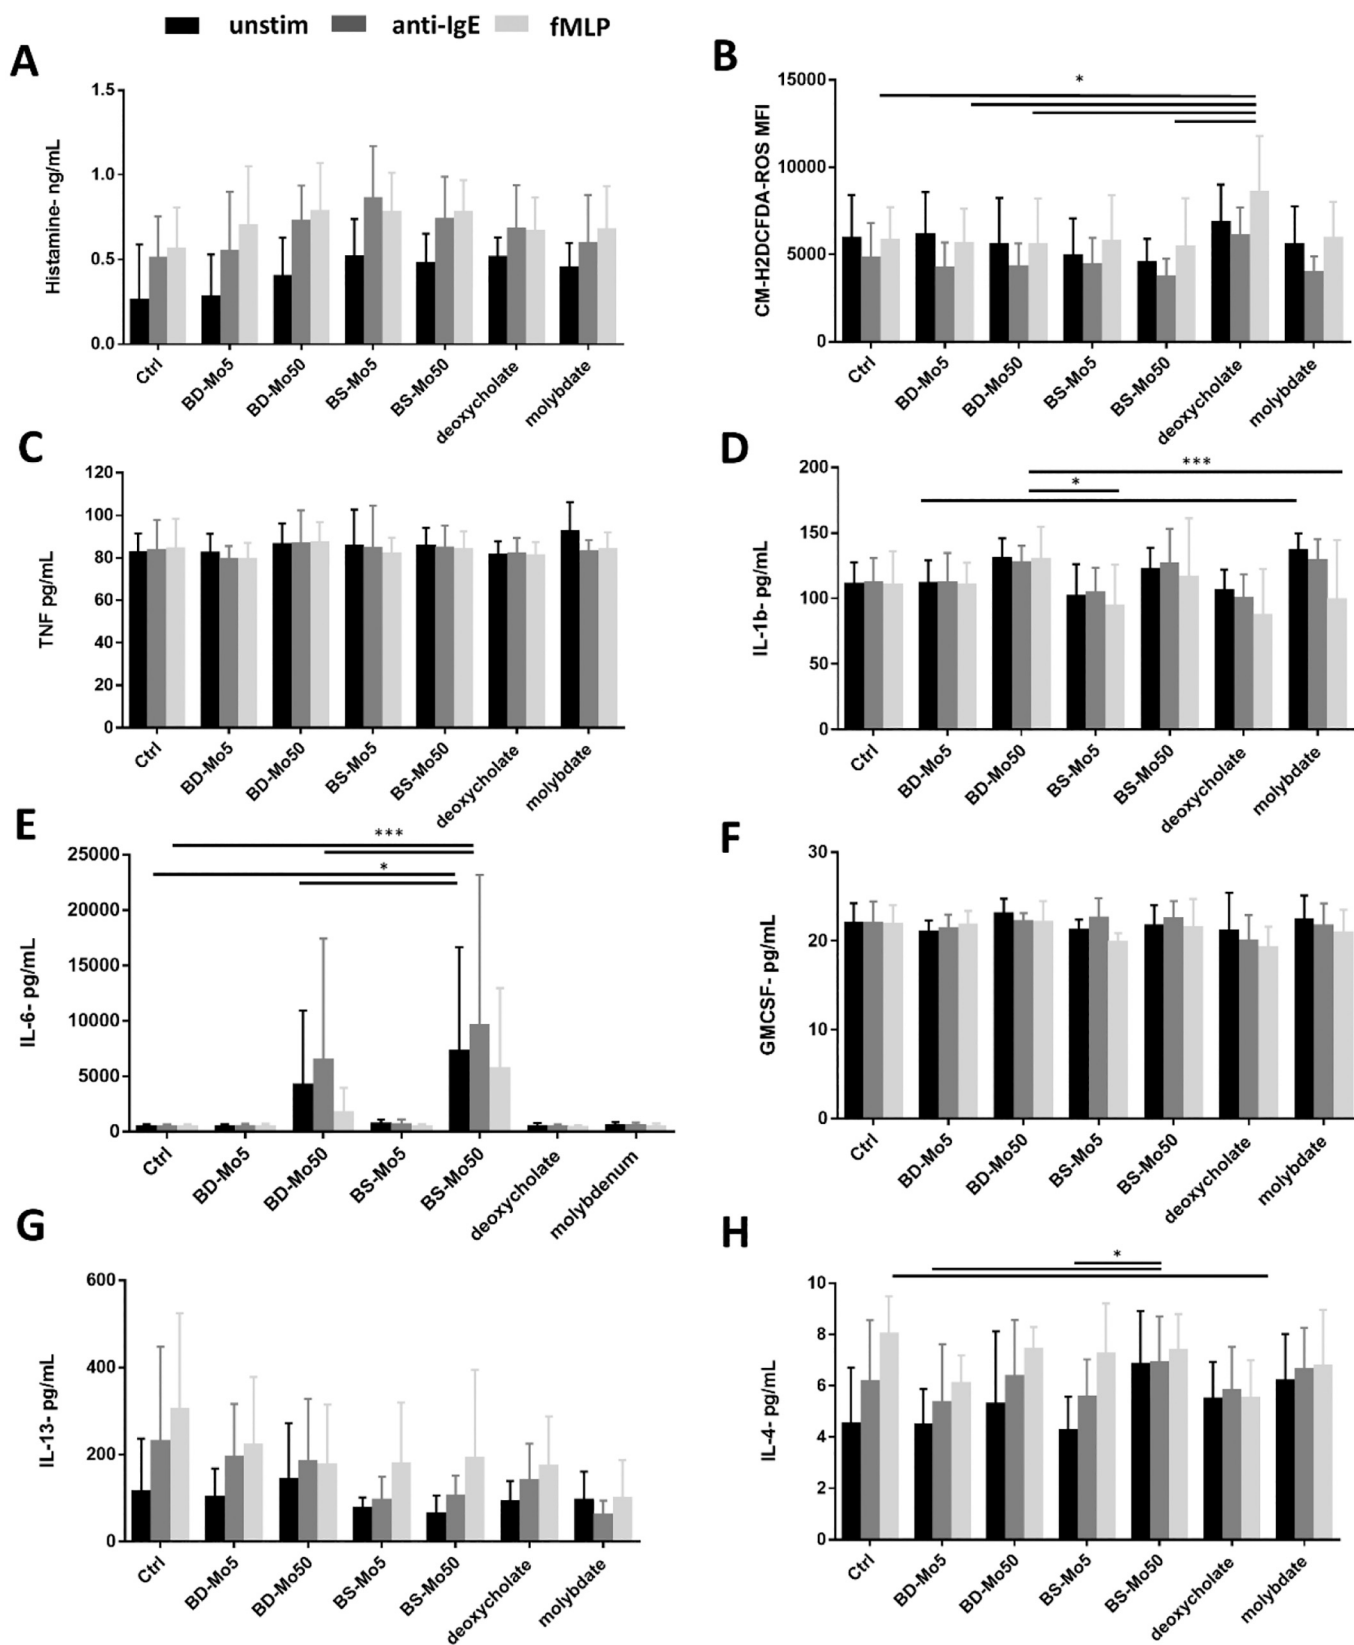 unstim anti-IgE fMLP
A
Histamine- ng/mL
1.5
1.0
0.5
0.0
Ctrl
BD-Mo5
BD-Mo50
BS-Mo5
BS-Mo50
deoxycholate
molybdate
B
CM-H2DCFDA-ROS MFI
15000
10000
5000
0
*
Ctrl
BD-Mo5
BD-Mo50
BS-Mo5
BS-Mo50
deoxycholate
molybdate
C
TNF pg/mL
120
100
80
60
40
20
0
Ctrl
BD-Mo5
BD-Mo50
BS-Mo5
BS-Mo50
deoxycholate
molybdate
D
IL-1b- pg/mL
200
150
100
50
0
***
*
Ctrl
BD-Mo5
BD-Mo50
BS-Mo5
BS-Mo50
deoxycholate
molybdate
E
IL-6- pg/mL
25000
20000
15000
10000
5000
0
***
*
Ctrl
BD-Mo5
BD-Mo50
BS-Mo5
BS-Mo50
deoxycholate
molybdenum
F
GMCSF- pg/mL
30
20
10
0
Ctrl
BD-Mo5
BD-Mo50
BS-Mo5
BS-Mo50
deoxycholate
molybdate
G
IL-13- pg/mL
600
400
200
0
Ctrl
BD-Mo5
BD-Mo50
BS-Mo5
BS-Mo50
deoxycholate
molybdate
H
IL-4- pg/mL
10
8
6
4
2
0
*
Ctrl
BD-Mo5
BD-Mo50
BS-Mo5
BS-Mo50
deoxycholate
molybdate